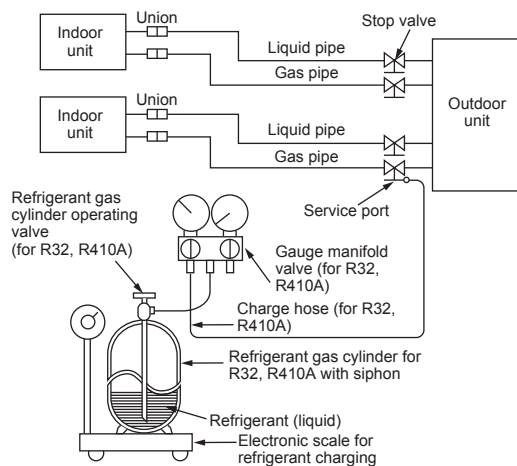 Indoor
unit
Union
Liquid pipe
Gas pipe
Stop valve
Indoor
unit
Union
Liquid pipe
Gas pipe
Outdoor
unit
Service port
Refrigerant gas
cylinder operating
valve
(for R32, R410A)
Gauge manifold
valve (for R32,
R410A)
Charge hose (for R32,
R410A)
Refrigerant gas cylinder for
R32, R410A with siphon
Refrigerant (liquid)
Electronic scale for
refrigerant charging